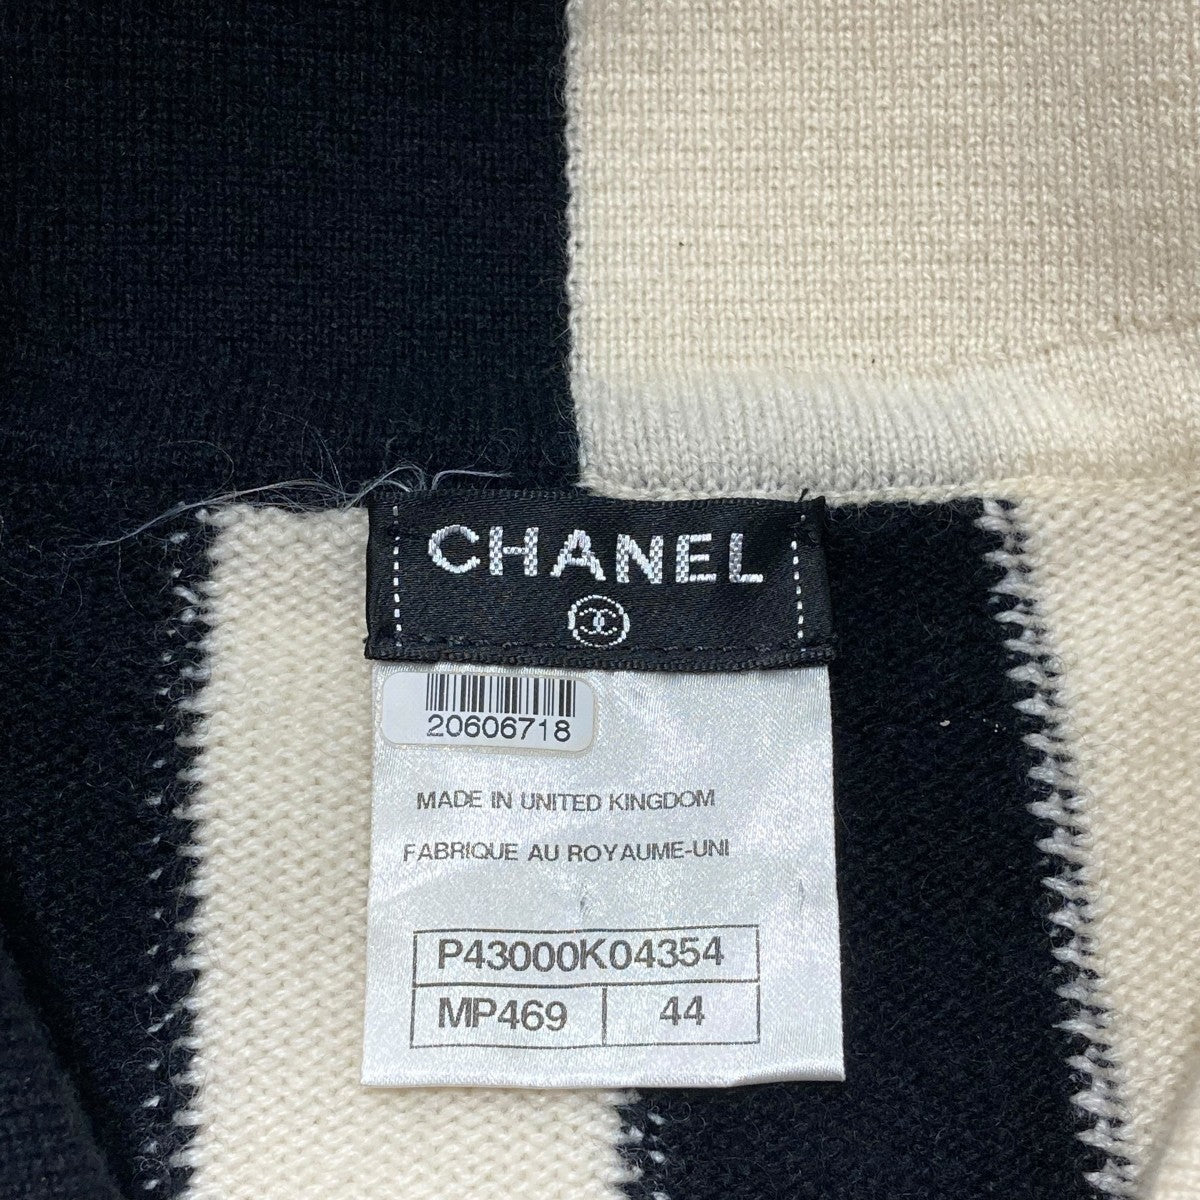 CHANEL
20606718
MADE IN UNITED KINGDOM
FABRIQUE AU ROYAUME-UNI
P43000K04354
MP469 44